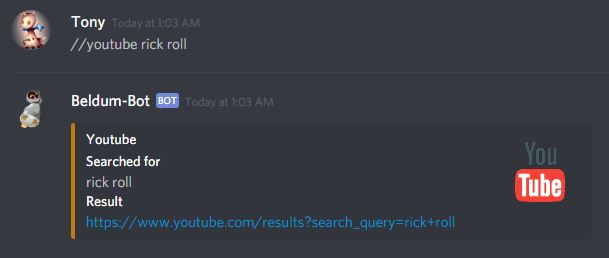 Tony Today at 1:03 AM
//youtube rick roll
Beldum-Bot BOT Today at 1:03 AM
Youtube
Searched for
rick roll
Result
https://www.youtube.com/results?search_query=rick+roll
You
Tube